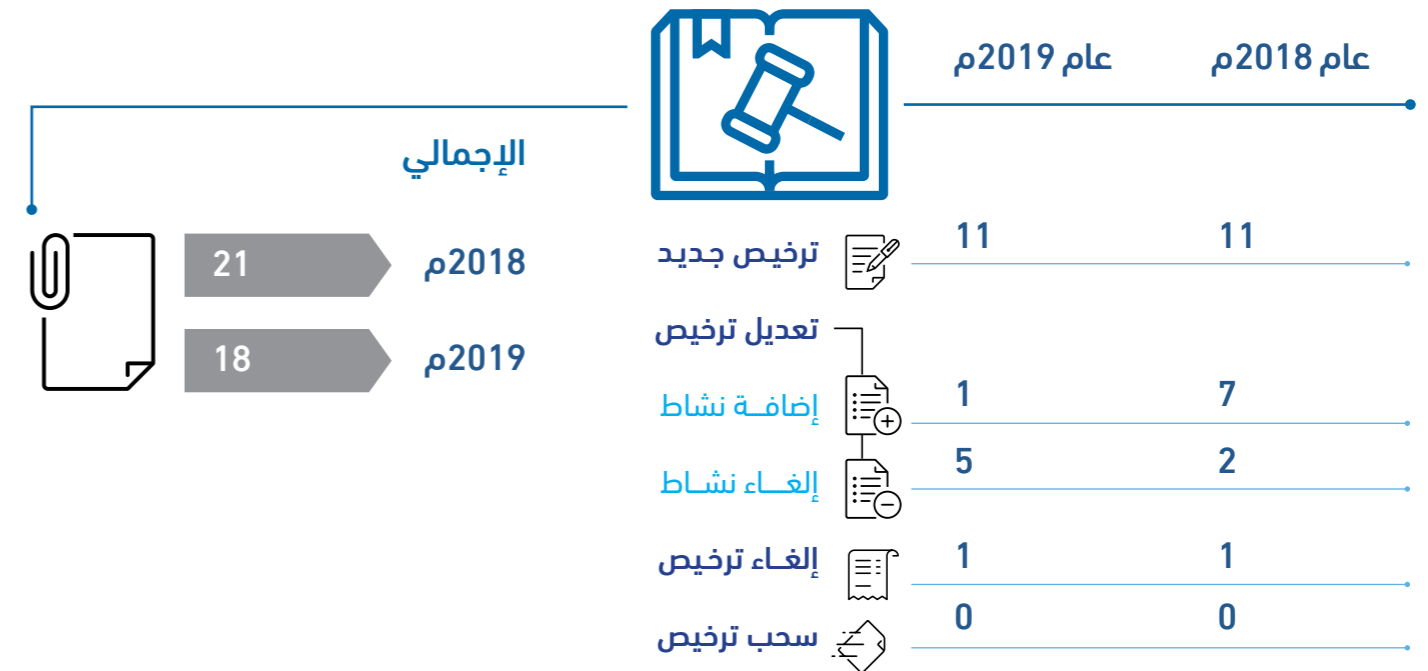 عام 2018م
عام 2019م
ترخيص جديد 11 11
تعديل ترخيص
إضافــة نشاط 1 7
إلغـــاء نشــاط 5 2
إلغــاء ترخيص 1 1
سحب ترخيص 0 0
الإجمالي
2018م 21
2019م 18